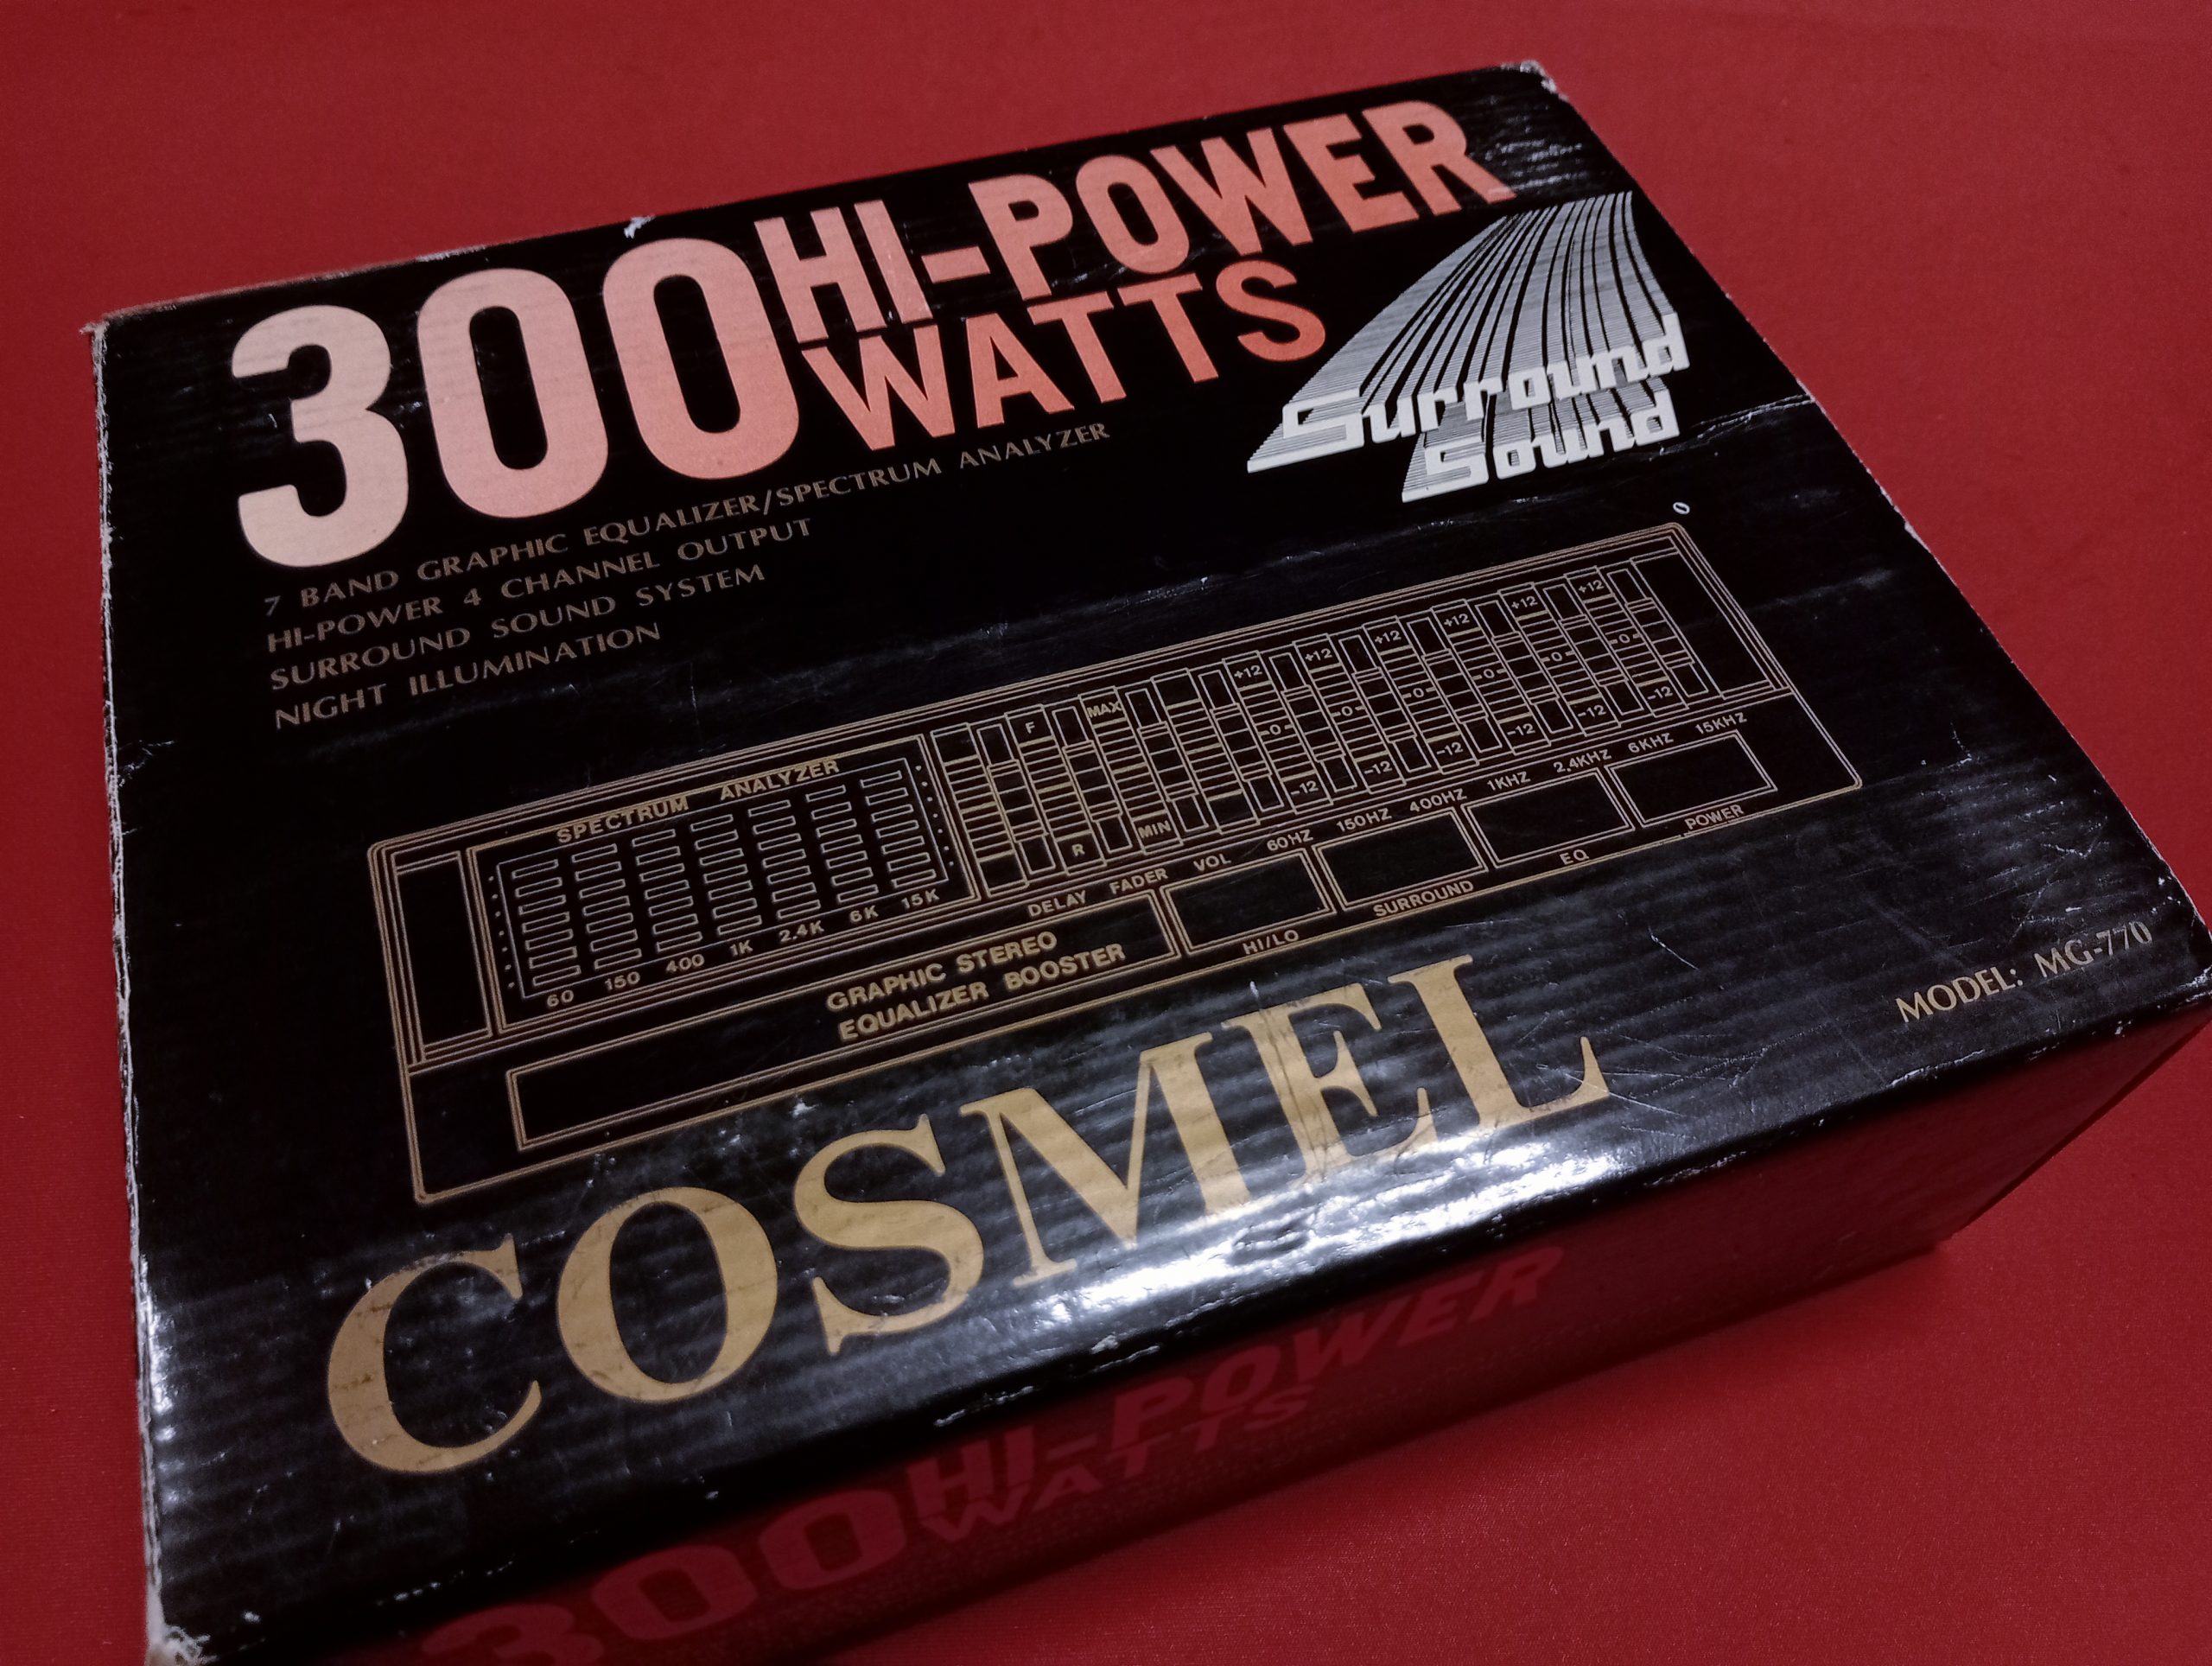 300 HI-POWER
WATTS
Surround
Sound
7 BAND GRAPHIC EQUALIZER/SPECTRUM ANALYZER
HI-POWER 4 CHANNEL OUTPUT
SURROUND SOUND SYSTEM
NIGHT ILLUMINATION
0
SPECTRUM ANALYZER
60 150 400 1K 2.4K 6K 15K
F MAX +12 +12 +12 +12 +12 +12
-0- -0- -0- -0- -0- -0-
R MIN -12 -12 -12 -12 -12 -12
DELAY FADER VOL 60HZ 150HZ 400HZ 1KHZ 2.4KHZ 6KHZ 15KHZ
GRAPHIC STEREO
EQUALIZER BOOSTER
HI/LO SURROUND EQ POWER
COSMEL
MODEL: MG-770
300 HI-POWER
WATTS